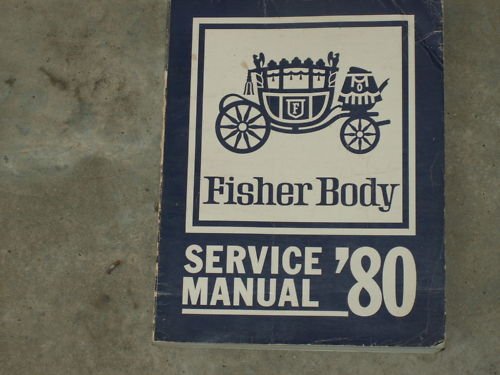 F
Fisher Body
SERVICE
MANUAL '80